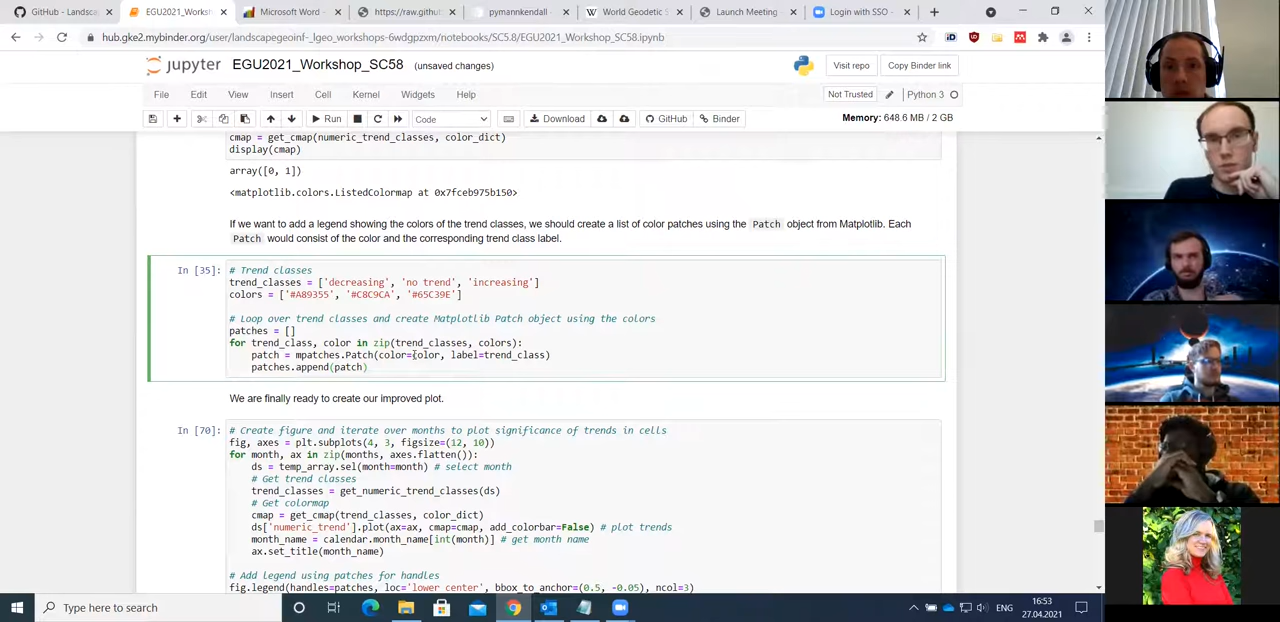 GitHub - Landsca
EGU2021_Worksh
Microsoft Word -
https://raw.githu
pymannkendall
World Geodetic S
Launch Meeting -
Login with SSO -
hub.gke2.mybinder.org/user/landscapegeoinf-_lgeo_workshops-6wdgpzxm/notebooks/SC5.8/EGU2021_Workshop_SC58.ipynb
jupyter EGU2021_Workshop_SC58 (unsaved changes)
Visit repo
Copy Binder link
File Edit View Insert Cell Kernel Widgets Help
Not Trusted
Python 3
Run
Code
Download
GitHub
Binder
Memory: 648.6 MB / 2 GB
cmap = get_cmap(numeric_trend_classes, color_dict)
display(cmap)
array([0, 1])
<matplotlib.colors.ListedColormap at 0x7fceb975b150>
If we want to add a legend showing the colors of the trend classes, we should create a list of color patches using the Patch object from Matplotlib. Each
Patch would consist of the color and the corresponding trend class label.
In [35]:
# Trend classes
trend_classes = ['decreasing', 'no trend', 'increasing']
colors = ['#A89355', '#C8C9CA', '#65C39E']
# Loop over trend classes and create Matplotlib Patch object using the colors
patches = []
for trend_class, color in zip(trend_classes, colors):
patch = mpatches.Patch(color=color, label=trend_class)
patches.append(patch)
We are finally ready to create our improved plot.
In [70]:
# Create figure and iterate over months to plot significance of trends in cells
fig, axes = plt.subplots(4, 3, figsize=(12, 10))
for month, ax in zip(months, axes.flatten()):
ds = temp_array.sel(month=month) # select month
# Get trend classes
trend_classes = get_numeric_trend_classes(ds)
# Get colormap
cmap = get_cmap(trend_classes, color_dict)
ds['numeric_trend'].plot(ax=ax, cmap=cmap, add_colorbar=False) # plot trends
month_name = calendar.month_name[int(month)] # get month name
ax.set_title(month_name)
# Add legend using patches for handles
fig.legend(handles=patches, loc='lower center', bbox_to_anchor=(0.5, -0.05), ncol=3)
Type here to search
ENG
16:53
27.04.2021